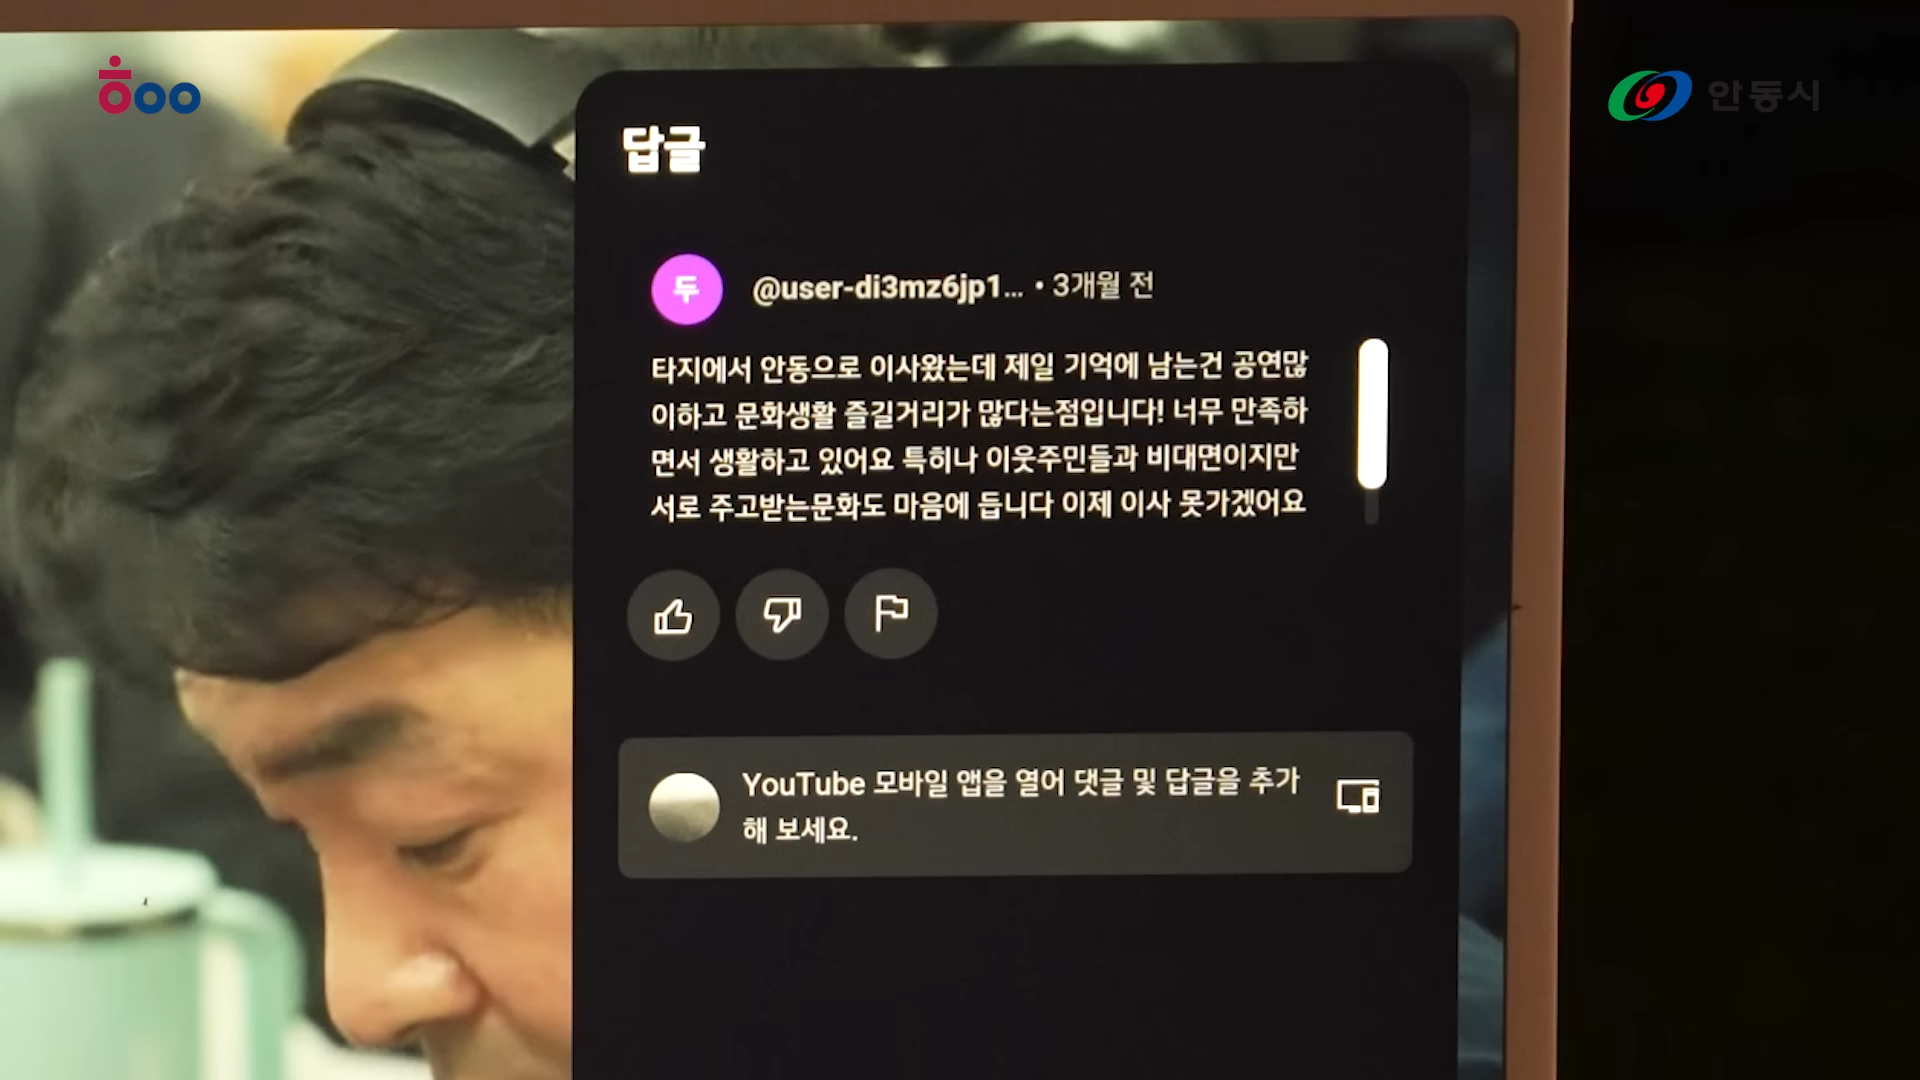 안동시
답글
두
@user-di3mz6jp1... • 3개월 전
타지에서 안동으로 이사왔는데 제일 기억에 남는건 공연많
이하고 문화생활 즐길거리가 많다는점입니다! 너무 만족하
면서 생활하고 있어요 특히나 이웃주민들과 비대면이지만
서로 주고받는문화도 마음에 듭니다 이제 이사 못가겠어요
YouTube 모바일 앱을 열어 댓글 및 답글을 추가
해 보세요.